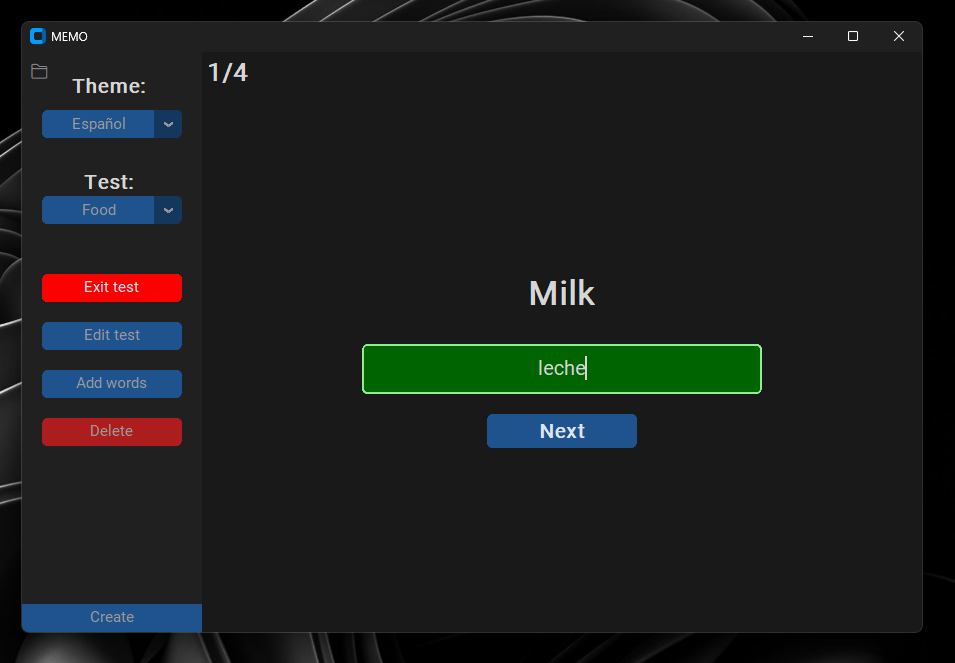 MEMO
Theme:
Español
Test:
Food
Exit test
Edit test
Add words
Delete
Create
1/4
Milk
leche
Next